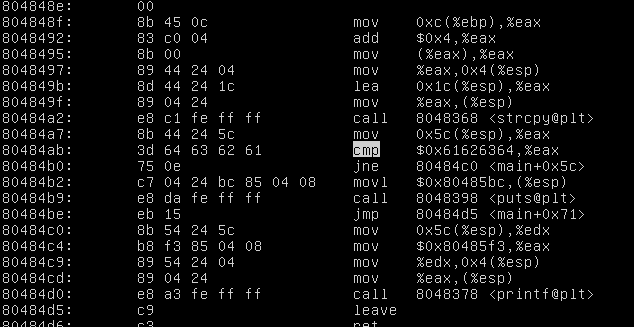 804848e:	00
804848f:	8b 45 0c	mov	0xc(%ebp),%eax
8048492:	83 c0 04	add	$0x4,%eax
8048495:	8b 00	mov	(%eax),%eax
8048497:	89 44 24 04	mov	%eax,0x4(%esp)
804849b:	8d 44 24 1c	lea	0x1c(%esp),%eax
804849f:	89 04 24	mov	%eax,(%esp)
80484a2:	e8 c1 fe ff ff	call	8048368 <strcpy@plt>
80484a7:	8b 44 24 5c	mov	0x5c(%esp),%eax
80484ab:	3d 64 63 62 61	cmp	$0x61626364,%eax
80484b0:	75 0e	jne	80484c0 <main+0x5c>
80484b2:	c7 04 24 bc 85 04 08	movl	$0x80485bc,(%esp)
80484b9:	e8 da fe ff ff	call	8048398 <puts@plt>
80484be:	eb 15	jmp	80484d5 <main+0x71>
80484c0:	8b 54 24 5c	mov	0x5c(%esp),%edx
80484c4:	b8 f3 85 04 08	mov	$0x80485f3,%eax
80484c9:	89 54 24 04	mov	%edx,0x4(%esp)
80484cd:	89 04 24	mov	%eax,(%esp)
80484d0:	e8 a3 fe ff ff	call	8048378 <printf@plt>
80484d5:	c9	leave
80484d6:	c3	ret